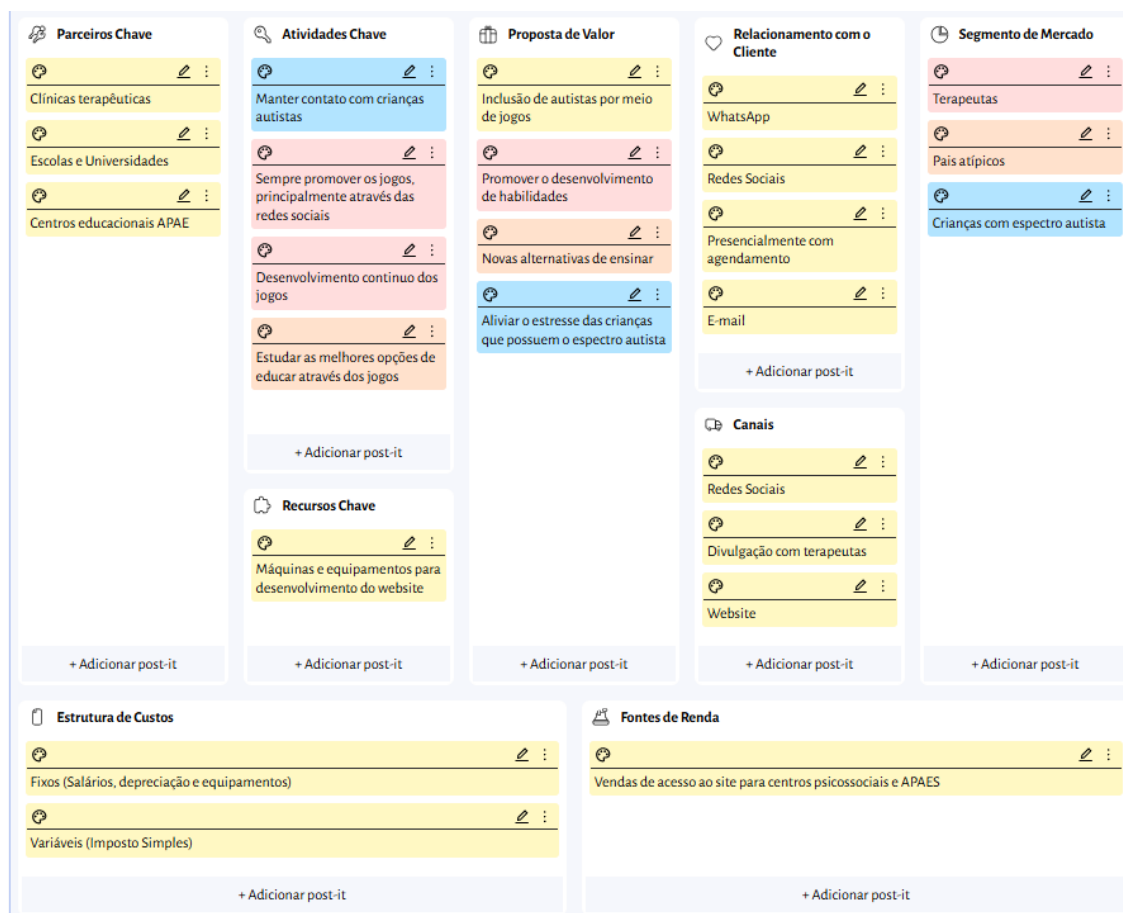 Parceiros Chave
Clínicas terapêuticas
Escolas e Universidades
Centros educacionais APAE
+ Adicionar post-it
Atividades Chave
Manter contato com crianças
autistas
Sempre promover os jogos,
principalmente através das
redes sociais
Desenvolvimento continuo dos
jogos
Estudar as melhores opções de
educar através dos jogos
+ Adicionar post-it
Recursos Chave
Máquinas e equipamentos para
desenvolvimento do website
+ Adicionar post-it
Proposta de Valor
Inclusão de autistas por meio
de jogos
Promover o desenvolvimento
de habilidades
Novas alternativas de ensinar
Aliviar o estresse das crianças
que possuem o espectro autista
+ Adicionar post-it
Relacionamento com o
Cliente
WhatsApp
Redes Sociais
Presencialmente com
agendamento
E-mail
+ Adicionar post-it
Canais
Redes Sociais
Divulgação com terapeutas
Website
+ Adicionar post-it
Segmento de Mercado
Terapeutas
Pais atípicos
Crianças com espectro autista
+ Adicionar post-it
Estrutura de Custos
Fixos (Salários, depreciação e equipamentos)
Variáveis (Imposto Simples)
+ Adicionar post-it
Fontes de Renda
Vendas de acesso ao site para centros psicossociais e APAES
+ Adicionar post-it